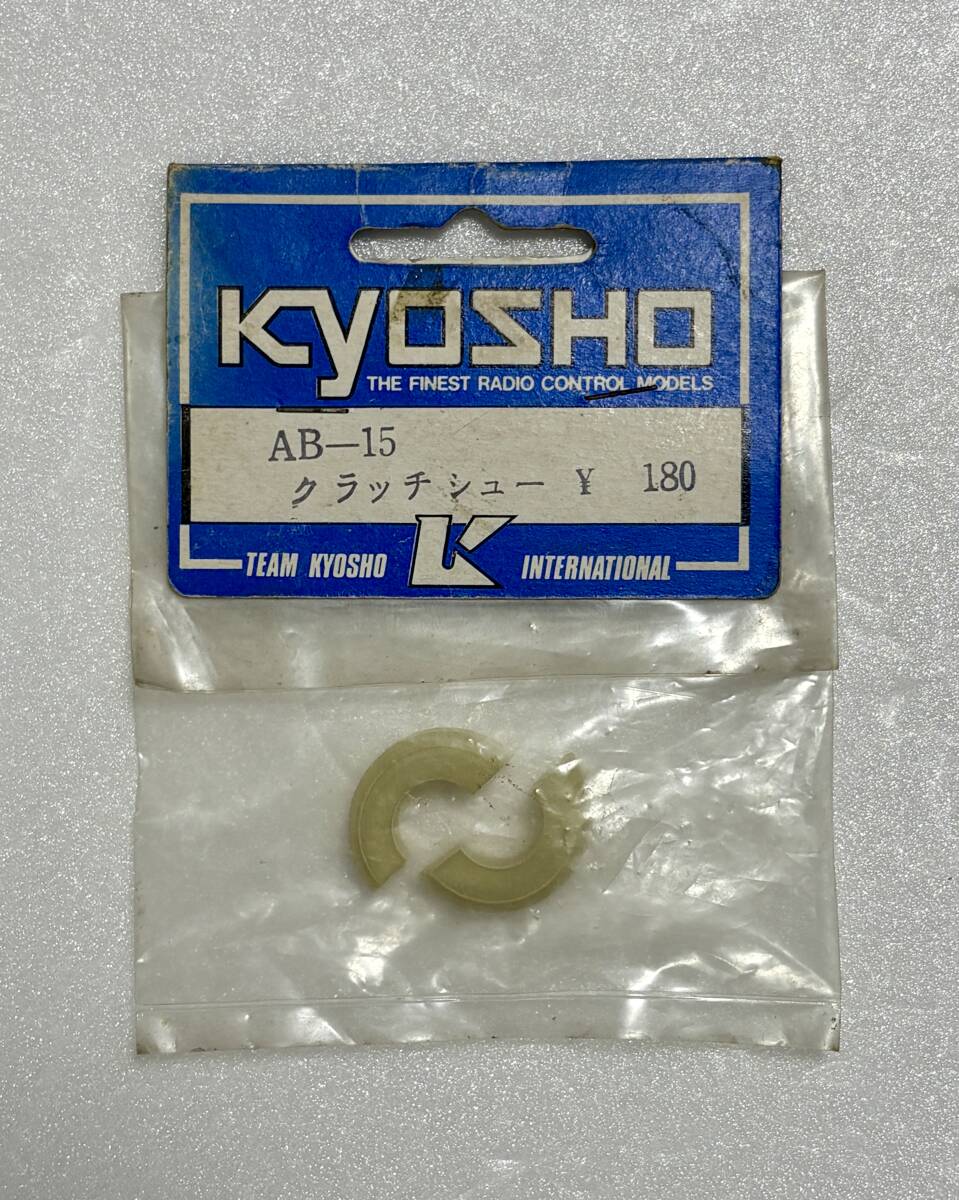 KYOSHO
THE FINEST RADIO CONTROL MODELS
AB—15
クラッチシュー ¥ 180
TEAM KYOSHO K INTERNATIONAL